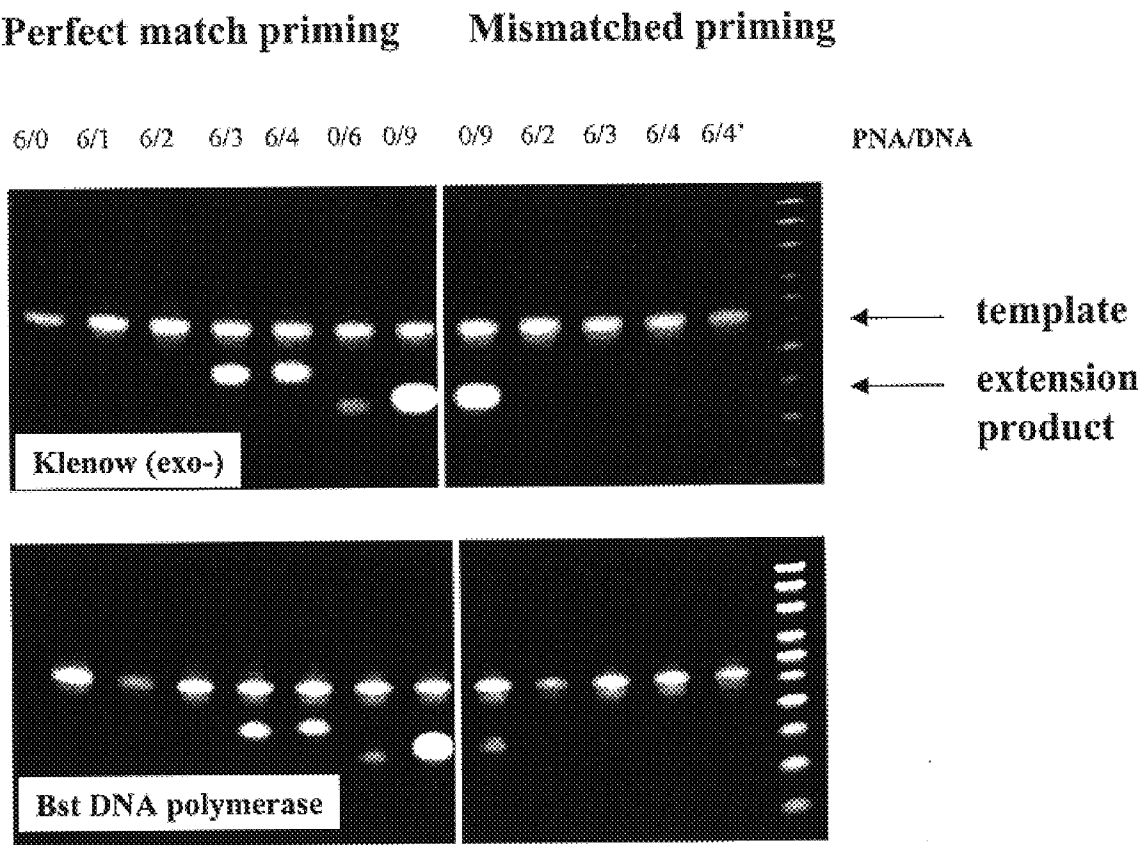 Perfect match priming Mismatched priming
6/0 6/1 6/2 6/3 6/4 0/6 0/9 0/9 6/2 6/3 6/4 6/4' PNA/DNA
template
extension
product
Klenow (exo-)
Bst DNA polymerase